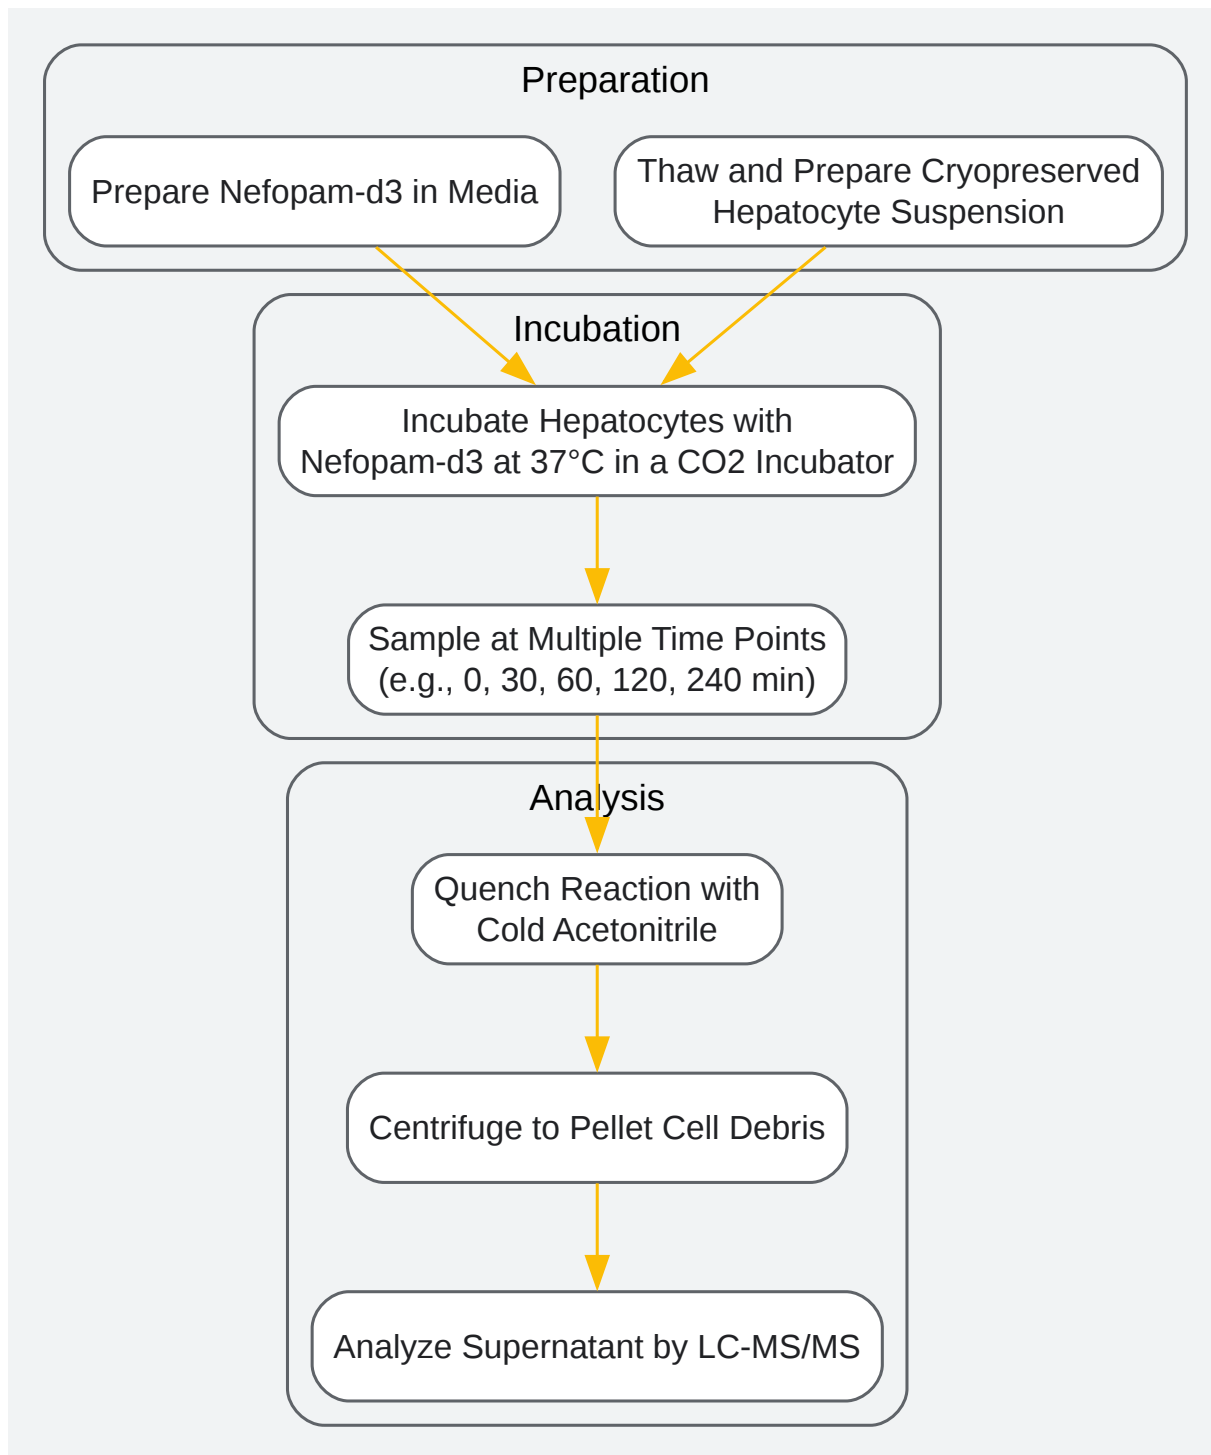 Preparation
Prepare Nefopam-d3 in Media
Thaw and Prepare Cryopreserved
Hepatocyte Suspension
Incubation
Incubate Hepatocytes with
Nefopam-d3 at 37°C in a CO2 Incubator
Sample at Multiple Time Points
(e.g., 0, 30, 60, 120, 240 min)
Analysis
Quench Reaction with
Cold Acetonitrile
Centrifuge to Pellet Cell Debris
Analyze Supernatant by LC-MS/MS